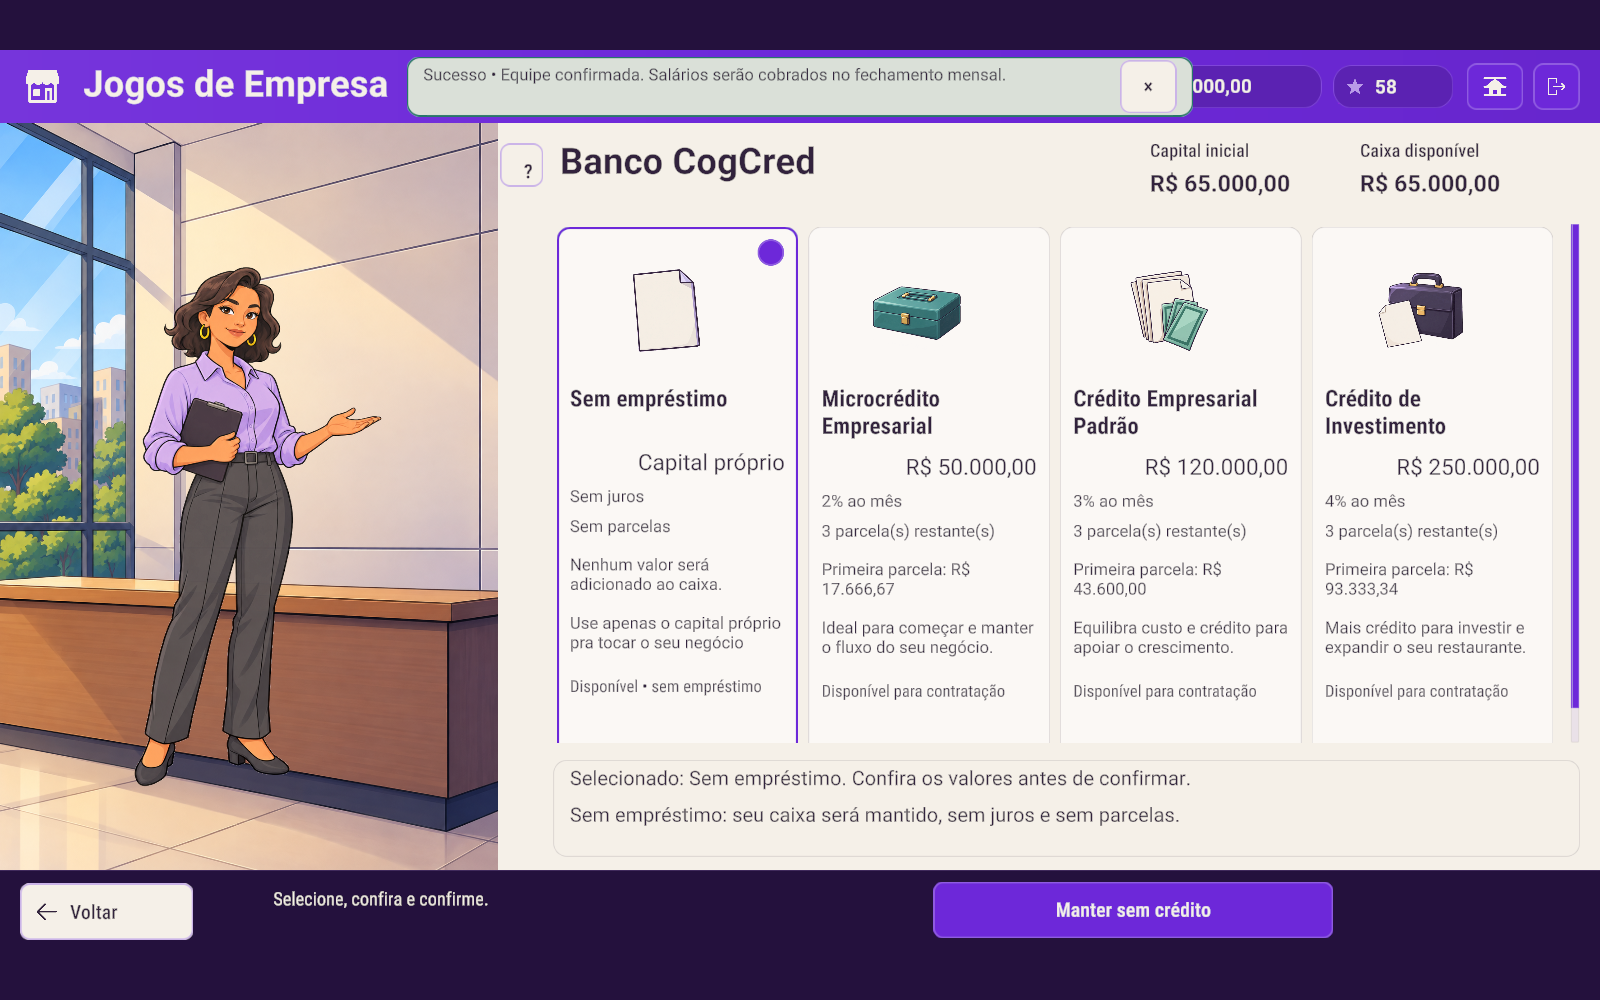 Jogos de Empresa
Sucesso • Equipe confirmada. Salários serão cobrados no fechamento mensal.
×
000,00
58
?
Banco CogCred
Capital inicial
R$ 65.000,00
Caixa disponível
R$ 65.000,00
Sem empréstimo
Capital próprio
Sem juros
Sem parcelas
Nenhum valor será
adicionado ao caixa.
Use apenas o capital próprio
pra tocar o seu negócio
Disponível • sem empréstimo
Microcrédito
Empresarial
R$ 50.000,00
2% ao mês
3 parcela(s) restante(s)
Primeira parcela: R$
17.666,67
Ideal para começar e manter
o fluxo do seu negócio.
Disponível para contratação
Crédito Empresarial
Padrão
R$ 120.000,00
3% ao mês
3 parcela(s) restante(s)
Primeira parcela: R$
43.600,00
Equilibra custo e crédito para
apoiar o crescimento.
Disponível para contratação
Crédito de
Investimento
R$ 250.000,00
4% ao mês
3 parcela(s) restante(s)
Primeira parcela: R$
93.333,34
Mais crédito para investir e
expandir o seu restaurante.
Disponível para contratação
Selecionado: Sem empréstimo. Confira os valores antes de confirmar.
Sem empréstimo: seu caixa será mantido, sem juros e sem parcelas.
Voltar
Selecione, confira e confirme.
Manter sem crédito